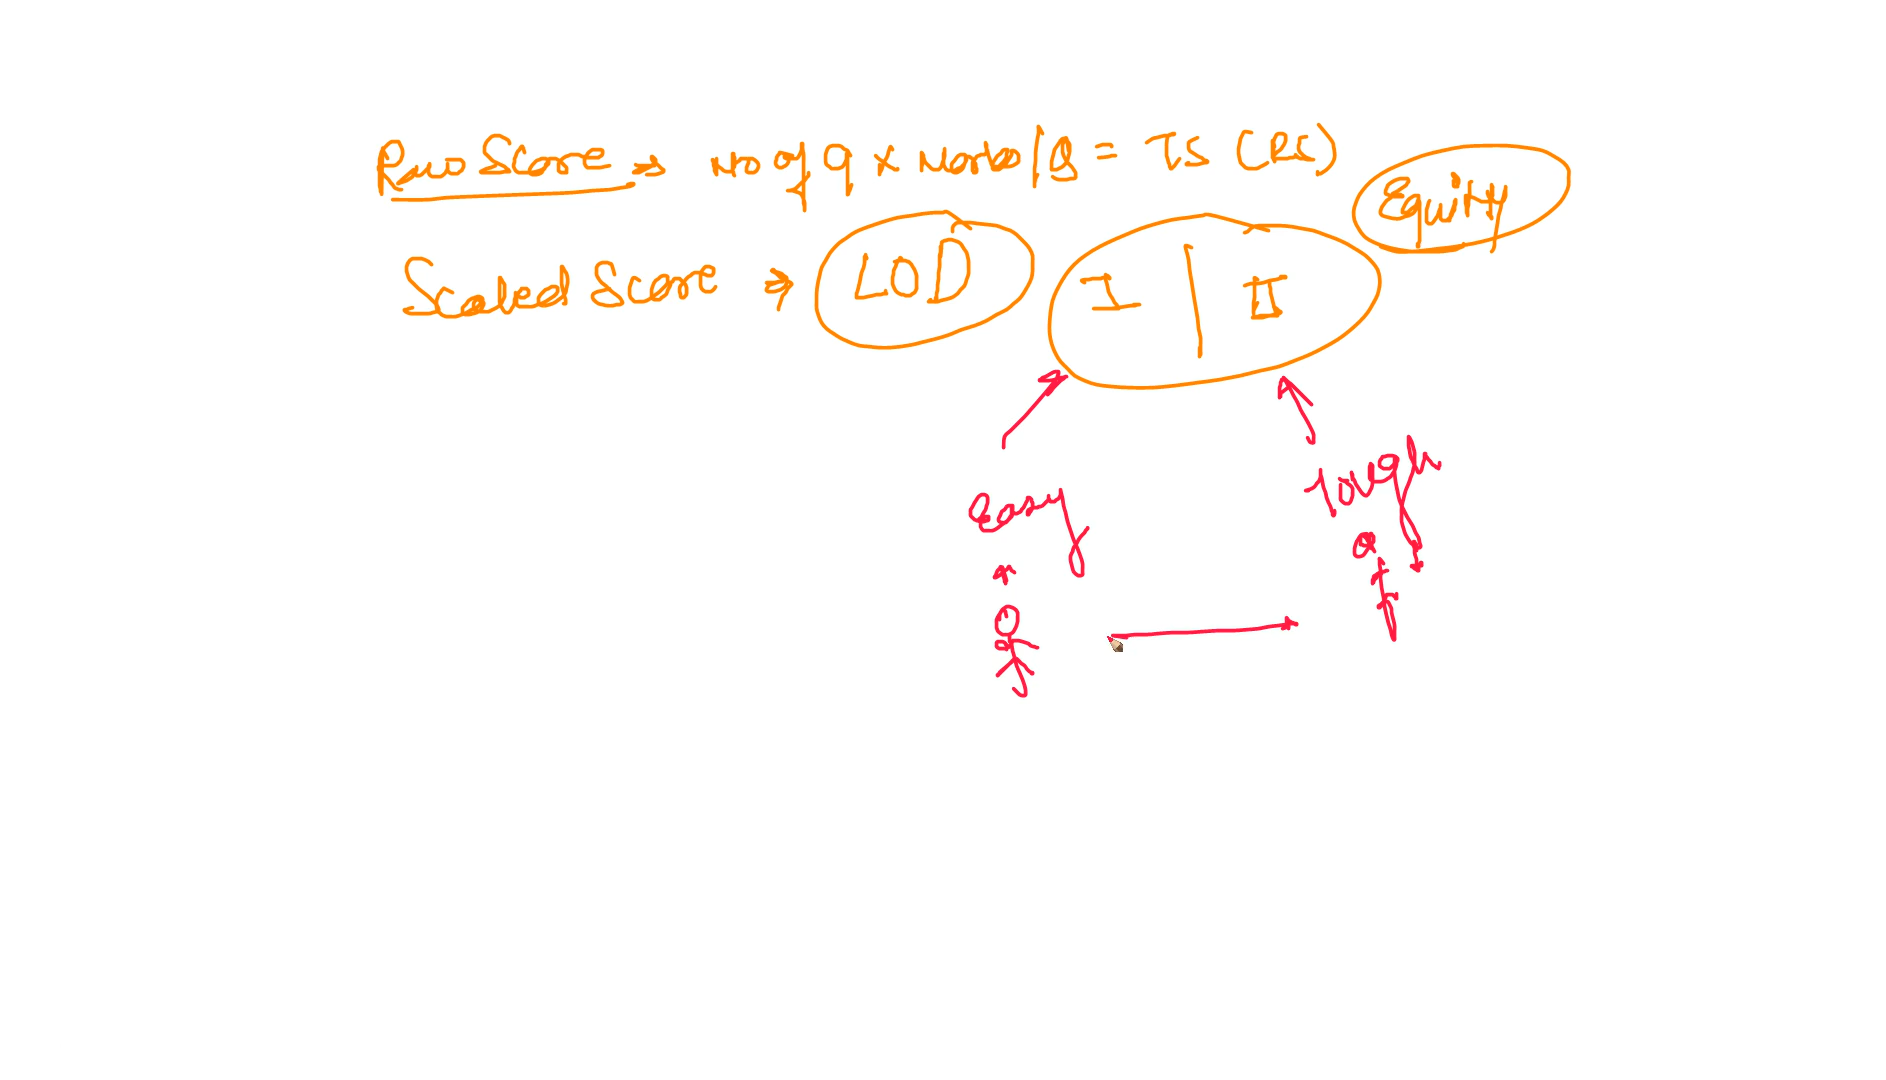 Raw Score → No of q x Marks/Q = TS (RS)
Equity
Scaled Score → LOD I | II
Easy
Tough